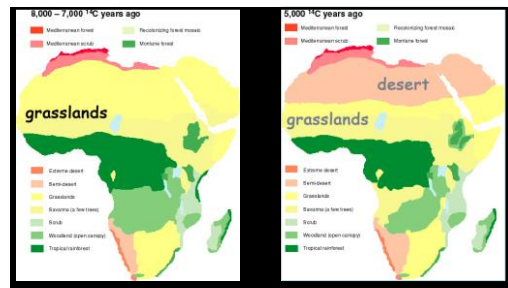 8,000 – 7,000 14C years ago
Mediterranean forest
Recolonizing forest mosaic
Mediterranean scrub
Montane forest
grasslands
Extreme desert
Semi-desert
Grasslands
Savanna (a few trees)
Scrub
Woodland (open canopy)
Tropical rainforest
5,000 14C years ago
Mediterranean forest
Recolonizing forest mosaic
Mediterranean scrub
Montane forest
desert
grasslands
Extreme desert
Semi-desert
Grasslands
Savanna (a few trees)
Scrub
Woodland (open canopy)
Tropical rainforest